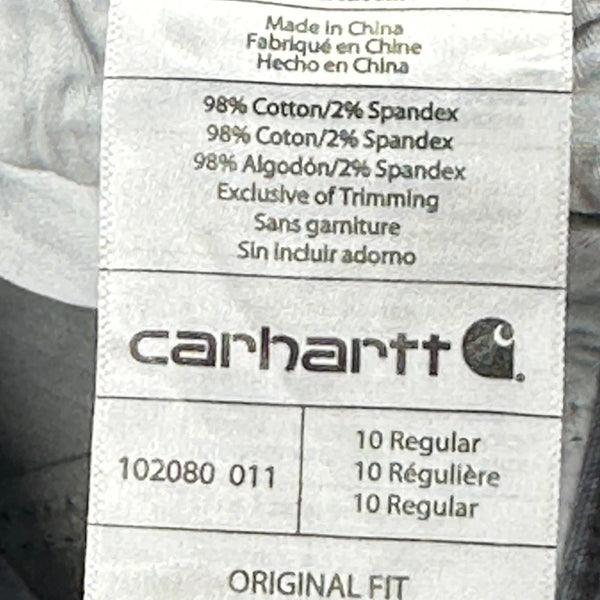 Made in China
Fabriqué en Chine
Hecho en China
98% Cotton/2% Spandex
98% Coton/2% Spandex
98% Algodón/2% Spandex
Exclusive of Trimming
Sans garniture
Sin incluir adorno
carhartt
102080 011
10 Regular
10 Régulière
10 Regular
ORIGINAL FIT